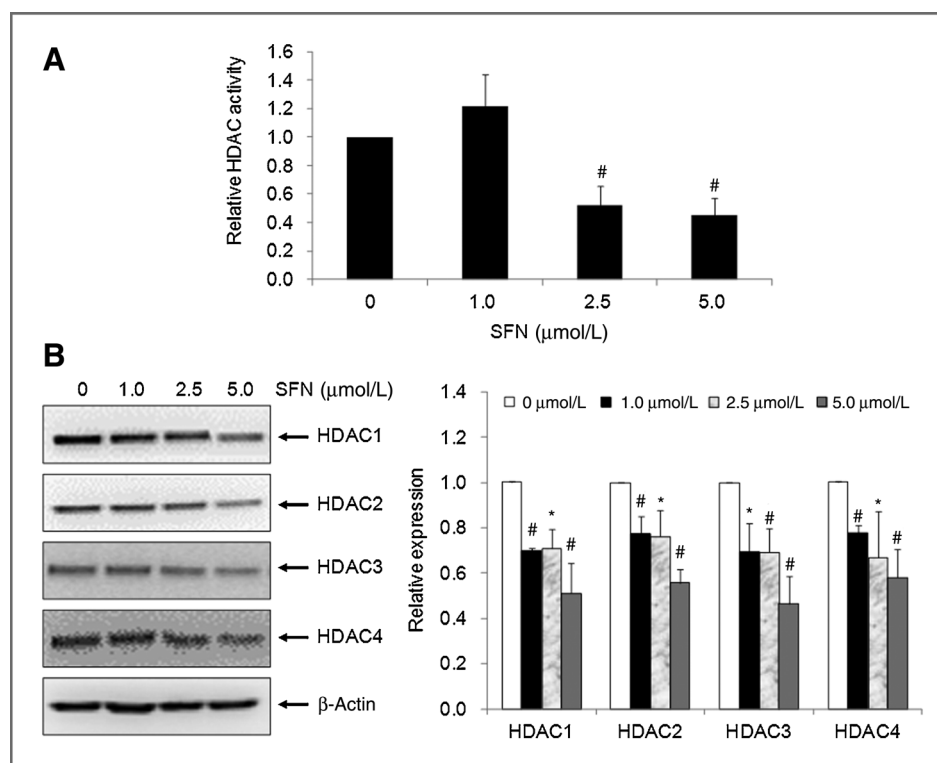 A
Relative HDAC activity
1.6
1.4
1.2
1.0
0.8
0.6
0.4
0.2
0.0
#
#
0 1.0 2.5 5.0
SFN (μmol/L)
B
0 1.0 2.5 5.0 SFN (μmol/L)
HDAC1
HDAC2
HDAC3
HDAC4
β-Actin
Relative expression
1.4
1.2
1.0
0.8
0.6
0.4
0.2
0.0
0 μmol/L 1.0 μmol/L 2.5 μmol/L 5.0 μmol/L
# * #
# * #
* # #
# * #
HDAC1 HDAC2 HDAC3 HDAC4